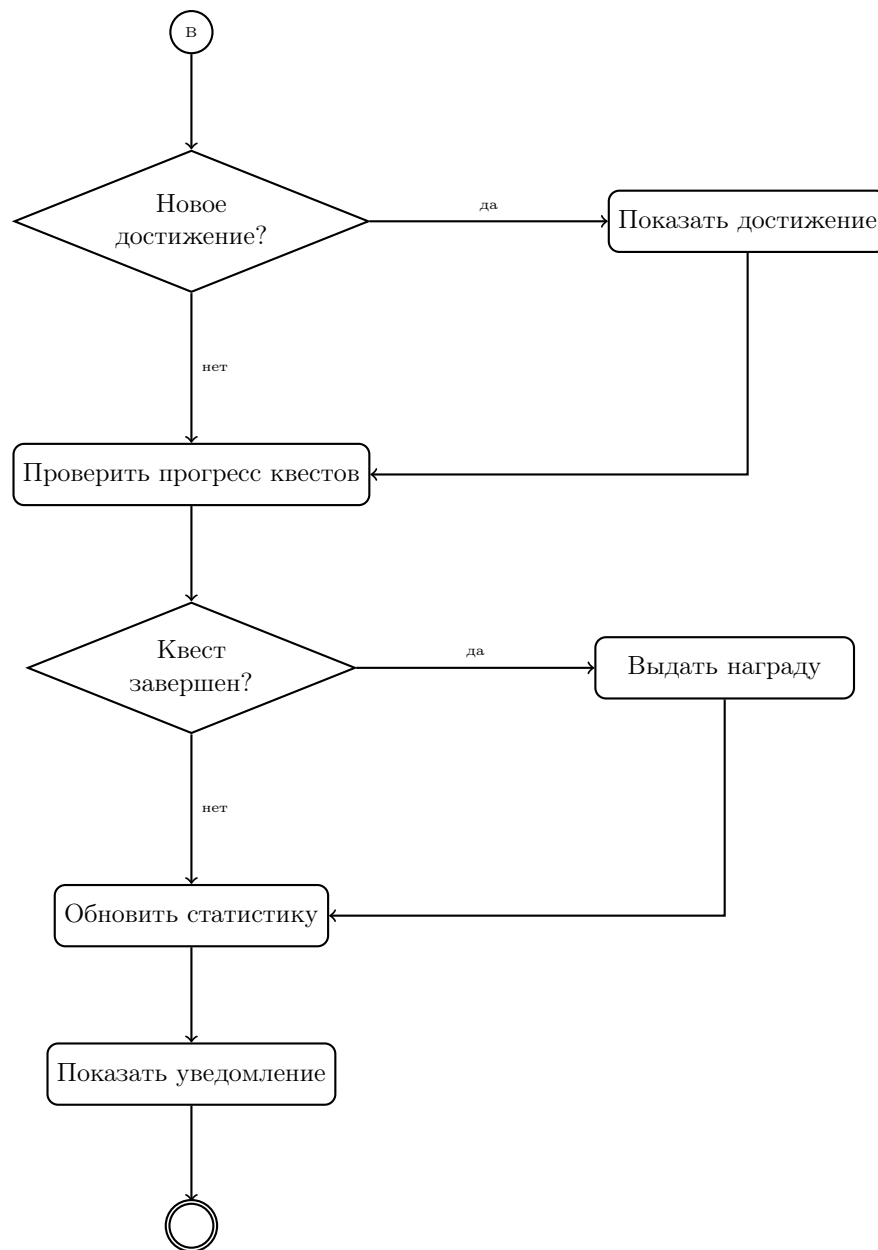 в
Новое
достижение?
да
Показать достижение
нет
Проверить прогресс квестов
Квест
завершен?
да
Выдать награду
нет
Обновить статистику
Показать уведомление